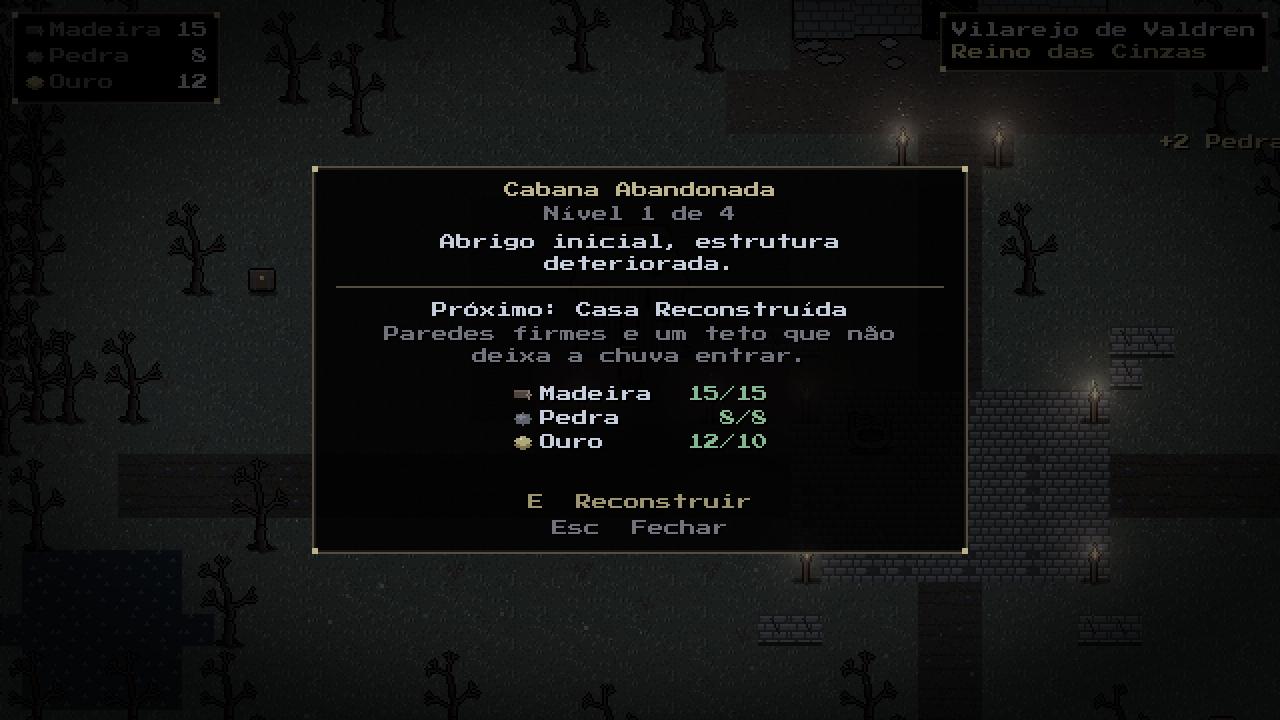 Madeira 15
Pedra 8
Ouro 12
Vilarejo de Valdren
Reino das Cinzas
+2 Pedra
Cabana Abandonada
Nível 1 de 4
Abrigo inicial, estrutura
deteriorada.
Próximo: Casa Reconstruída
Paredes firmes e um teto que não
deixa a chuva entrar.
Madeira 15/15
Pedra 8/8
Ouro 12/10
E Reconstruir
Esc Fechar